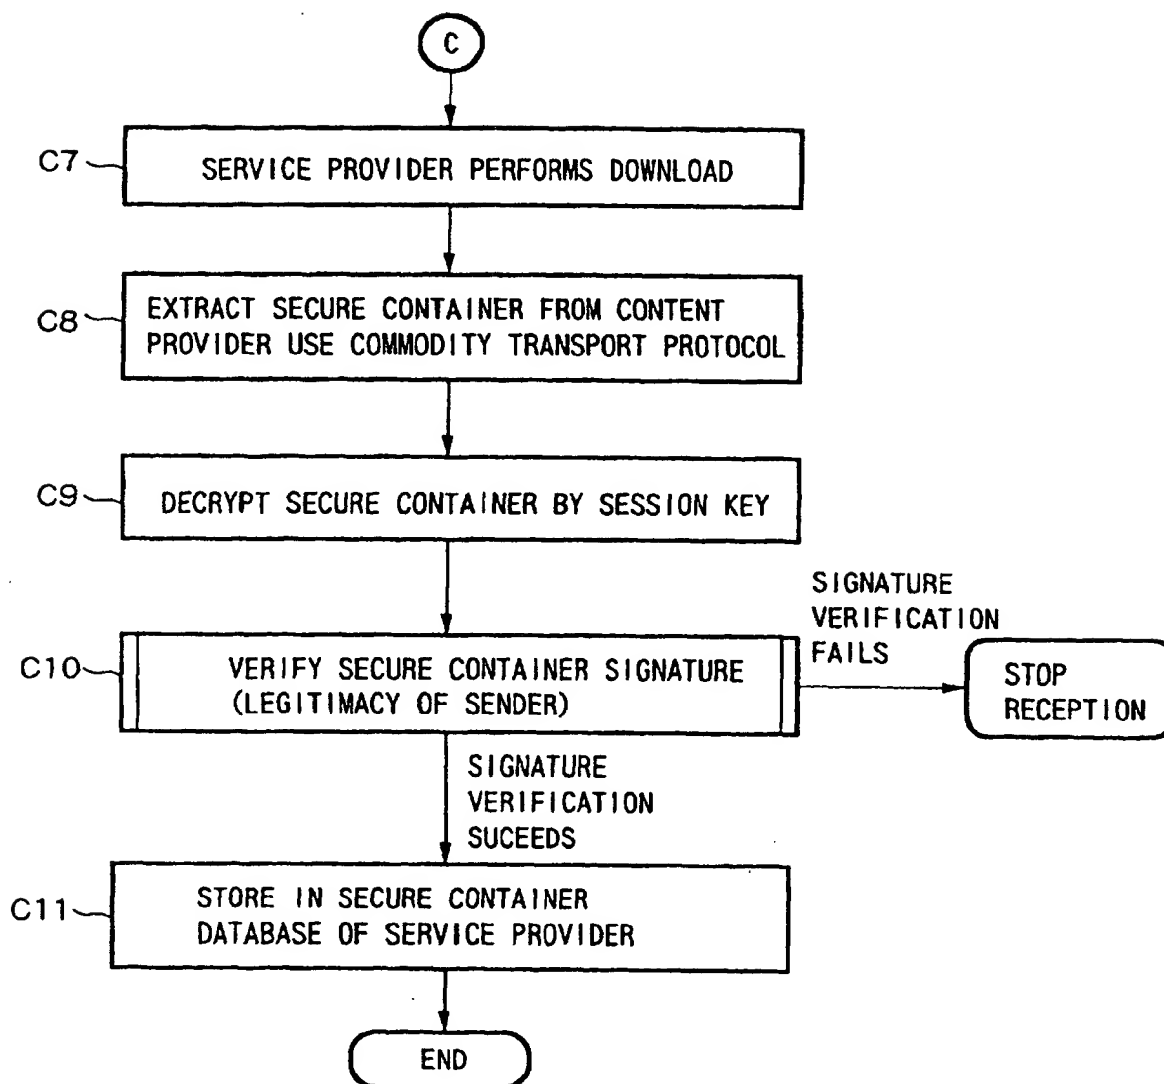 C
C7
SERVICE PROVIDER PERFORMS DOWNLOAD
C8
EXTRACT SECURE CONTAINER FROM CONTENT
PROVIDER USE COMMODITY TRANSPORT PROTOCOL
C9
DECRYPT SECURE CONTAINER BY SESSION KEY
SIGNATURE
VERIFICATION
FAILS
C10
VERIFY SECURE CONTAINER SIGNATURE
(LEGITIMACY OF SENDER)
STOP
RECEPTION
SIGNATURE
VERIFICATION
SUCEEDS
C11
STORE IN SECURE CONTAINER
DATABASE OF SERVICE PROVIDER
END